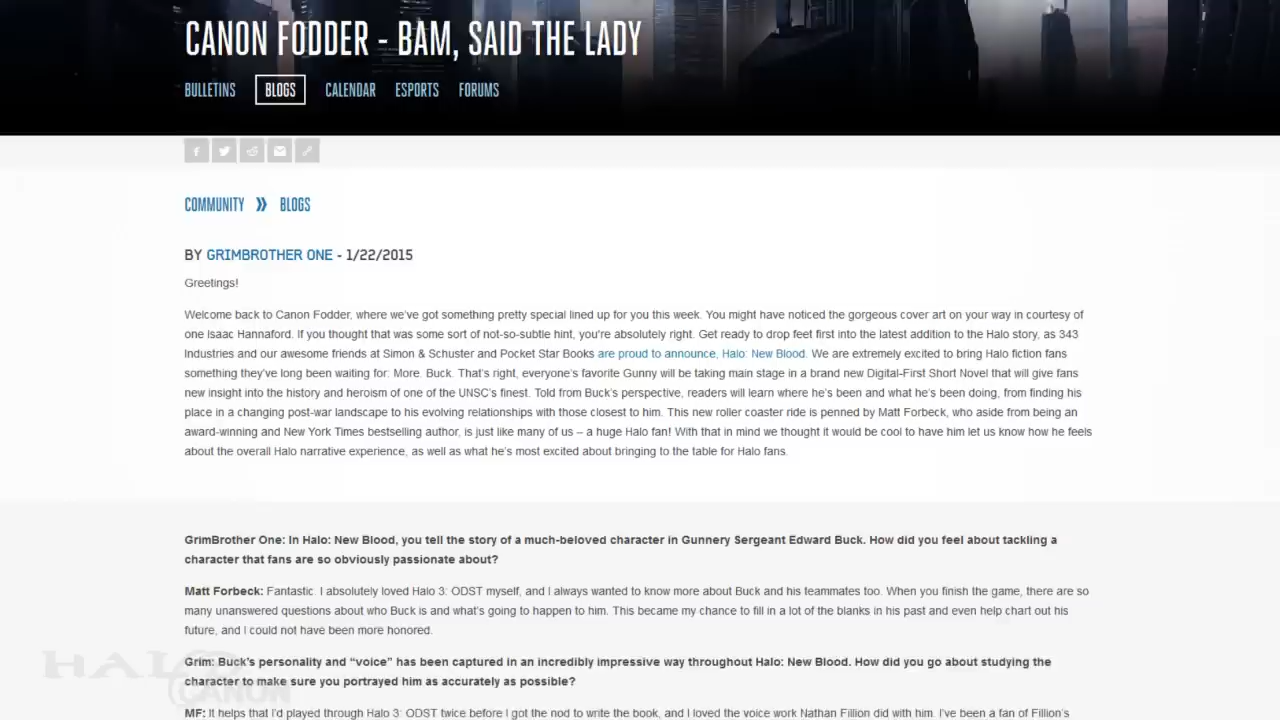 CANON FODDER - BAM, SAID THE LADY
BULLETINS BLOGS CALENDAR ESPORTS FORUMS
COMMUNITY » BLOGS
BY GRIMBROTHER ONE - 1/22/2015
Greetings!
Welcome back to Canon Fodder, where we've got something pretty special lined up for you this week. You might have noticed the gorgeous cover art on your way in courtesy of
one Isaac Hannaford. If you thought that was some sort of not-so-subtle hint, you're absolutely right. Get ready to drop feet first into the latest addition to the Halo story, as 343
Industries and our awesome friends at Simon & Schuster and Pocket Star Books are proud to announce, Halo: New Blood. We are extremely excited to bring Halo fiction fans
something they've long been waiting for: More. Buck. That's right, everyone's favorite Gunny will be taking main stage in a brand new Digital-First Short Novel that will give fans
new insight into the history and heroism of one of the UNSC's finest. Told from Buck's perspective, readers will learn where he's been and what he's been doing, from finding his
place in a changing post-war landscape to his evolving relationships with those closest to him. This new roller coaster ride is penned by Matt Forbeck, who aside from being an
award-winning and New York Times bestselling author, is just like many of us – a huge Halo fan! With that in mind we thought it would be cool to have him let us know how he feels
about the overall Halo narrative experience, as well as what he's most excited about bringing to the table for Halo fans.
GrimBrother One: In Halo: New Blood, you tell the story of a much-beloved character in Gunnery Sergeant Edward Buck. How did you feel about tackling a
character that fans are so obviously passionate about?
Matt Forbeck: Fantastic. I absolutely loved Halo 3: ODST myself, and I always wanted to know more about Buck and his teammates too. When you finish the game, there are so
many unanswered questions about who Buck is and what's going to happen to him. This became my chance to fill in a lot of the blanks in his past and even help chart out his
future, and I could not have been more honored.
Grim: Buck's personality and “voice” has been captured in an incredibly impressive way throughout Halo: New Blood. How did you go about studying the
character to make sure you portrayed him as accurately as possible?
MF: It helps that I'd played through Halo 3: ODST twice before I got the nod to write the book, and I loved the voice work Nathan Fillion did with him. I've been a fan of Fillion's
HALO
CANON